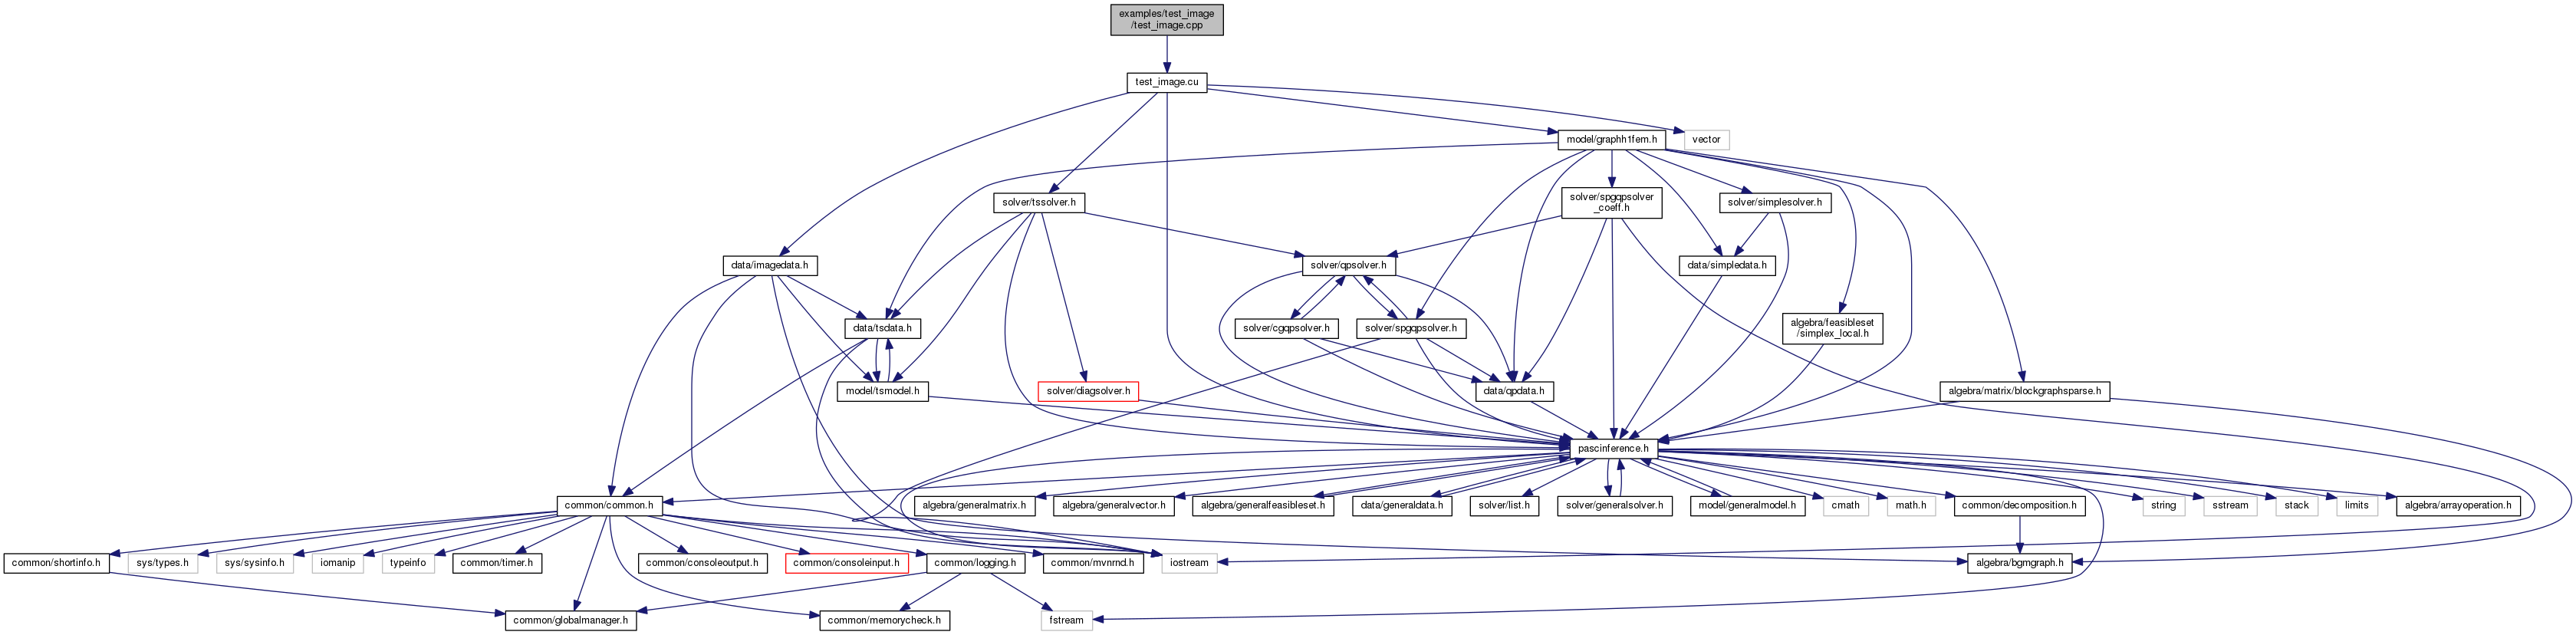 examples/test_image
/test_image.cpp
test_image.cu
model/graphh1fem.h
vector
solver/tssolver.h
solver/spgqpsolver
_coeff.h
solver/simplesolver.h
data/imagedata.h
solver/qpsolver.h
data/simpledata.h
data/tsdata.h
solver/cgqpsolver.h
solver/spgqpsolver.h
algebra/feasibleset
/simplex_local.h
model/tsmodel.h
solver/diagsolver.h
data/qpdata.h
algebra/matrix/blockgraphsparse.h
pascinference.h
common/common.h
algebra/generalmatrix.h
algebra/generalvector.h
algebra/generalfeasibleset.h
data/generaldata.h
solver/list.h
solver/generalsolver.h
model/generalmodel.h
cmath
math.h
common/decomposition.h
string
sstream
stack
limits
algebra/arrayoperation.h
common/shortinfo.h
sys/types.h
sys/sysinfo.h
iomanip
typeinfo
common/timer.h
common/consoleoutput.h
common/consoleinput.h
common/logging.h
common/mvnrnd.h
iostream
algebra/bgmgraph.h
common/globalmanager.h
common/memorycheck.h
fstream